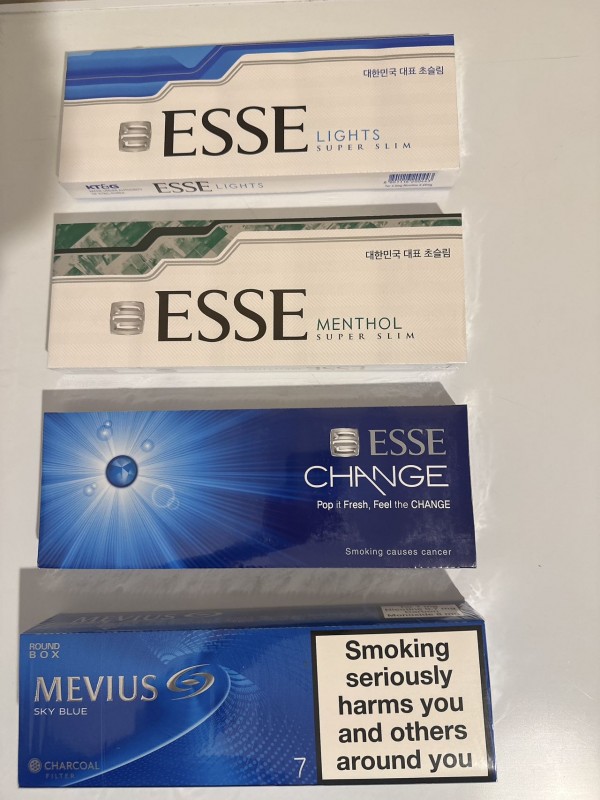 대한민국 대표 초슬림
ESSE LIGHTS
SUPER SLIM
KT&G
ESSE LIGHTS
대한민국 대표 초슬림
ESSE MENTHOL
SUPER SLIM
ESSE
CHANGE
Pop it Fresh, Feel the CHANGE
Smoking causes cancer
MEVIUS
ROUND
BOX
MEVIUS
SKY BLUE
CHARCOAL
FILTER
7
Smoking
seriously
harms you
and others
around you